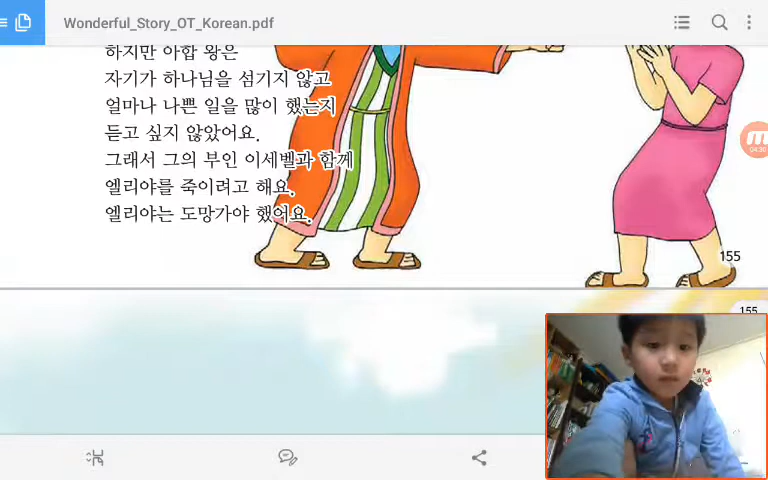 Wonderful_Story_OT_Korean.pdf
하지만 아합 왕은
자기가 하나님을 섬기지 않고
얼마나 나쁜 일을 많이 했는지
듣고 싶지 않았어요.
그래서 그의 부인 이세벨과 함께
엘리야를 죽이려고 해요.
엘리야는 도망가야 했어요.
155
155
04:20